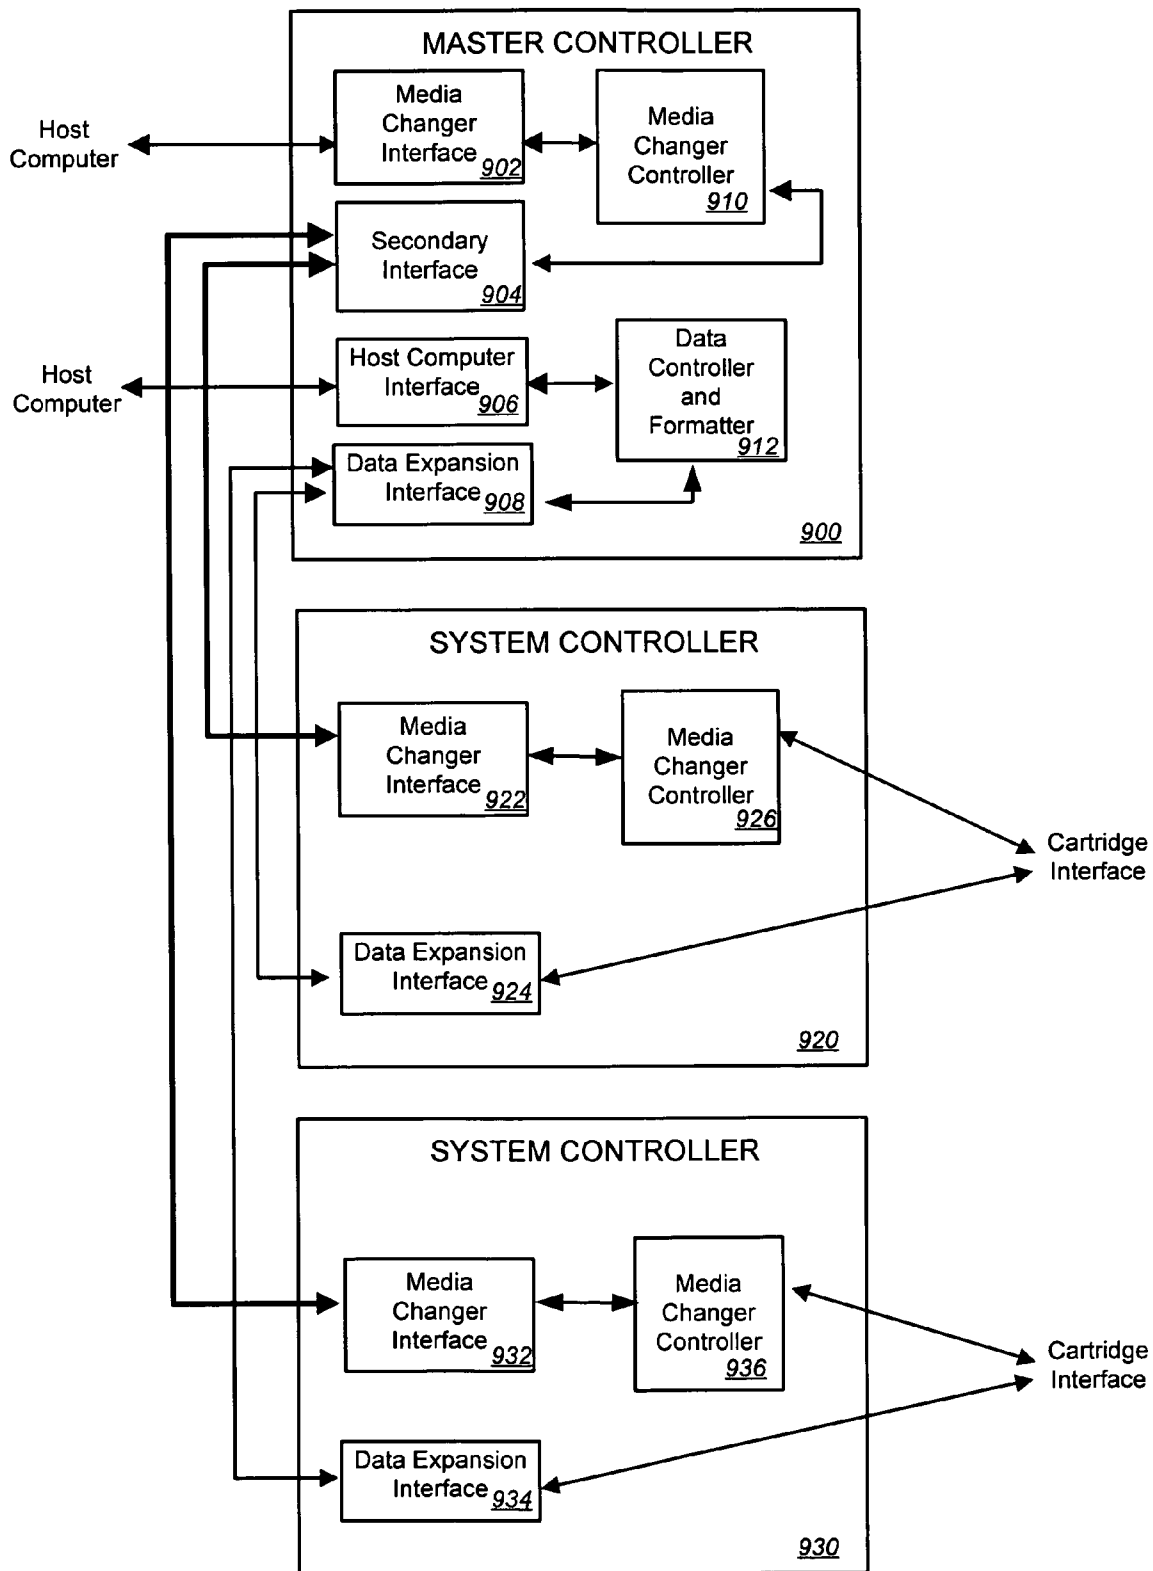 MASTER CONTROLLER
Host
Computer
Media
Changer
Interface
902
Media
Changer
Controller
910
Secondary
Interface
904
Host
Computer
Host Computer
Interface
906
Data
Controller
and
Formatter
912
Data Expansion
Interface
908
900
SYSTEM CONTROLLER
Media
Changer
Interface
922
Media
Changer
Controller
926
Cartridge
Interface
Data Expansion
Interface
924
920
SYSTEM CONTROLLER
Media
Changer
Interface
932
Media
Changer
Controller
936
Cartridge
Interface
Data Expansion
Interface
934
930